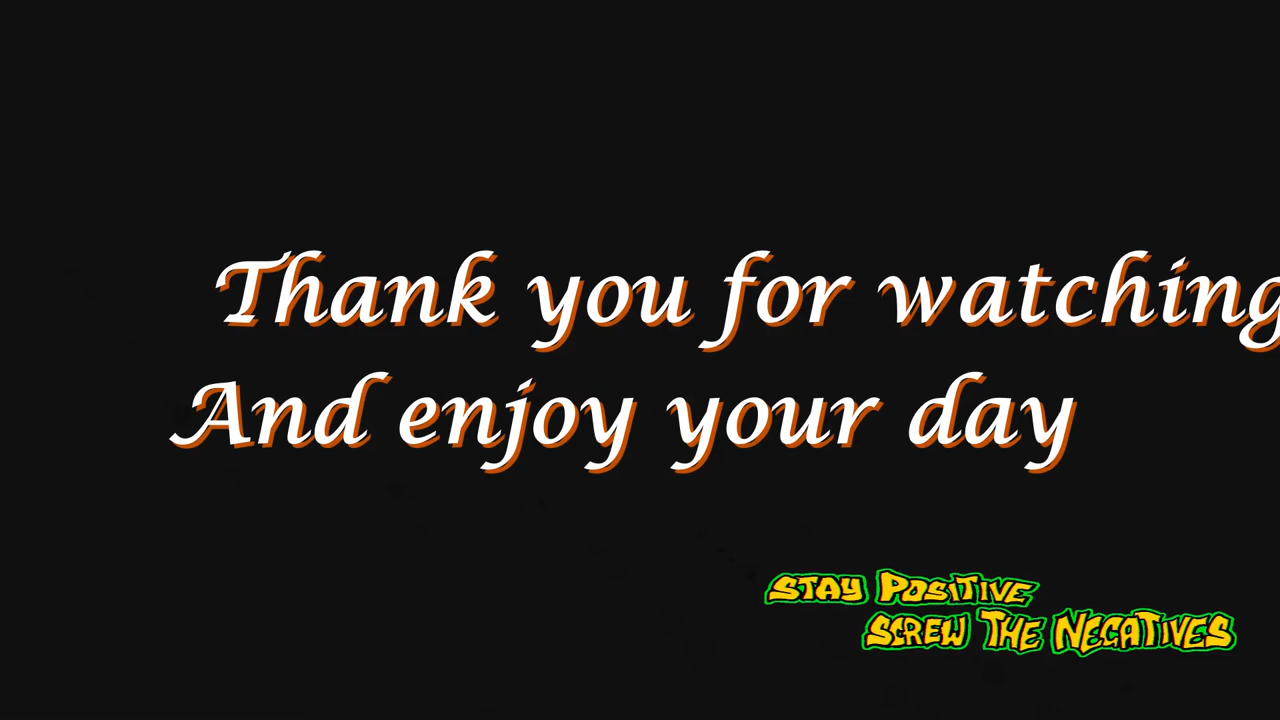 Thank you for watching
And enjoy your day
STAY POSITIVE
SCREW THE NEGATIVES